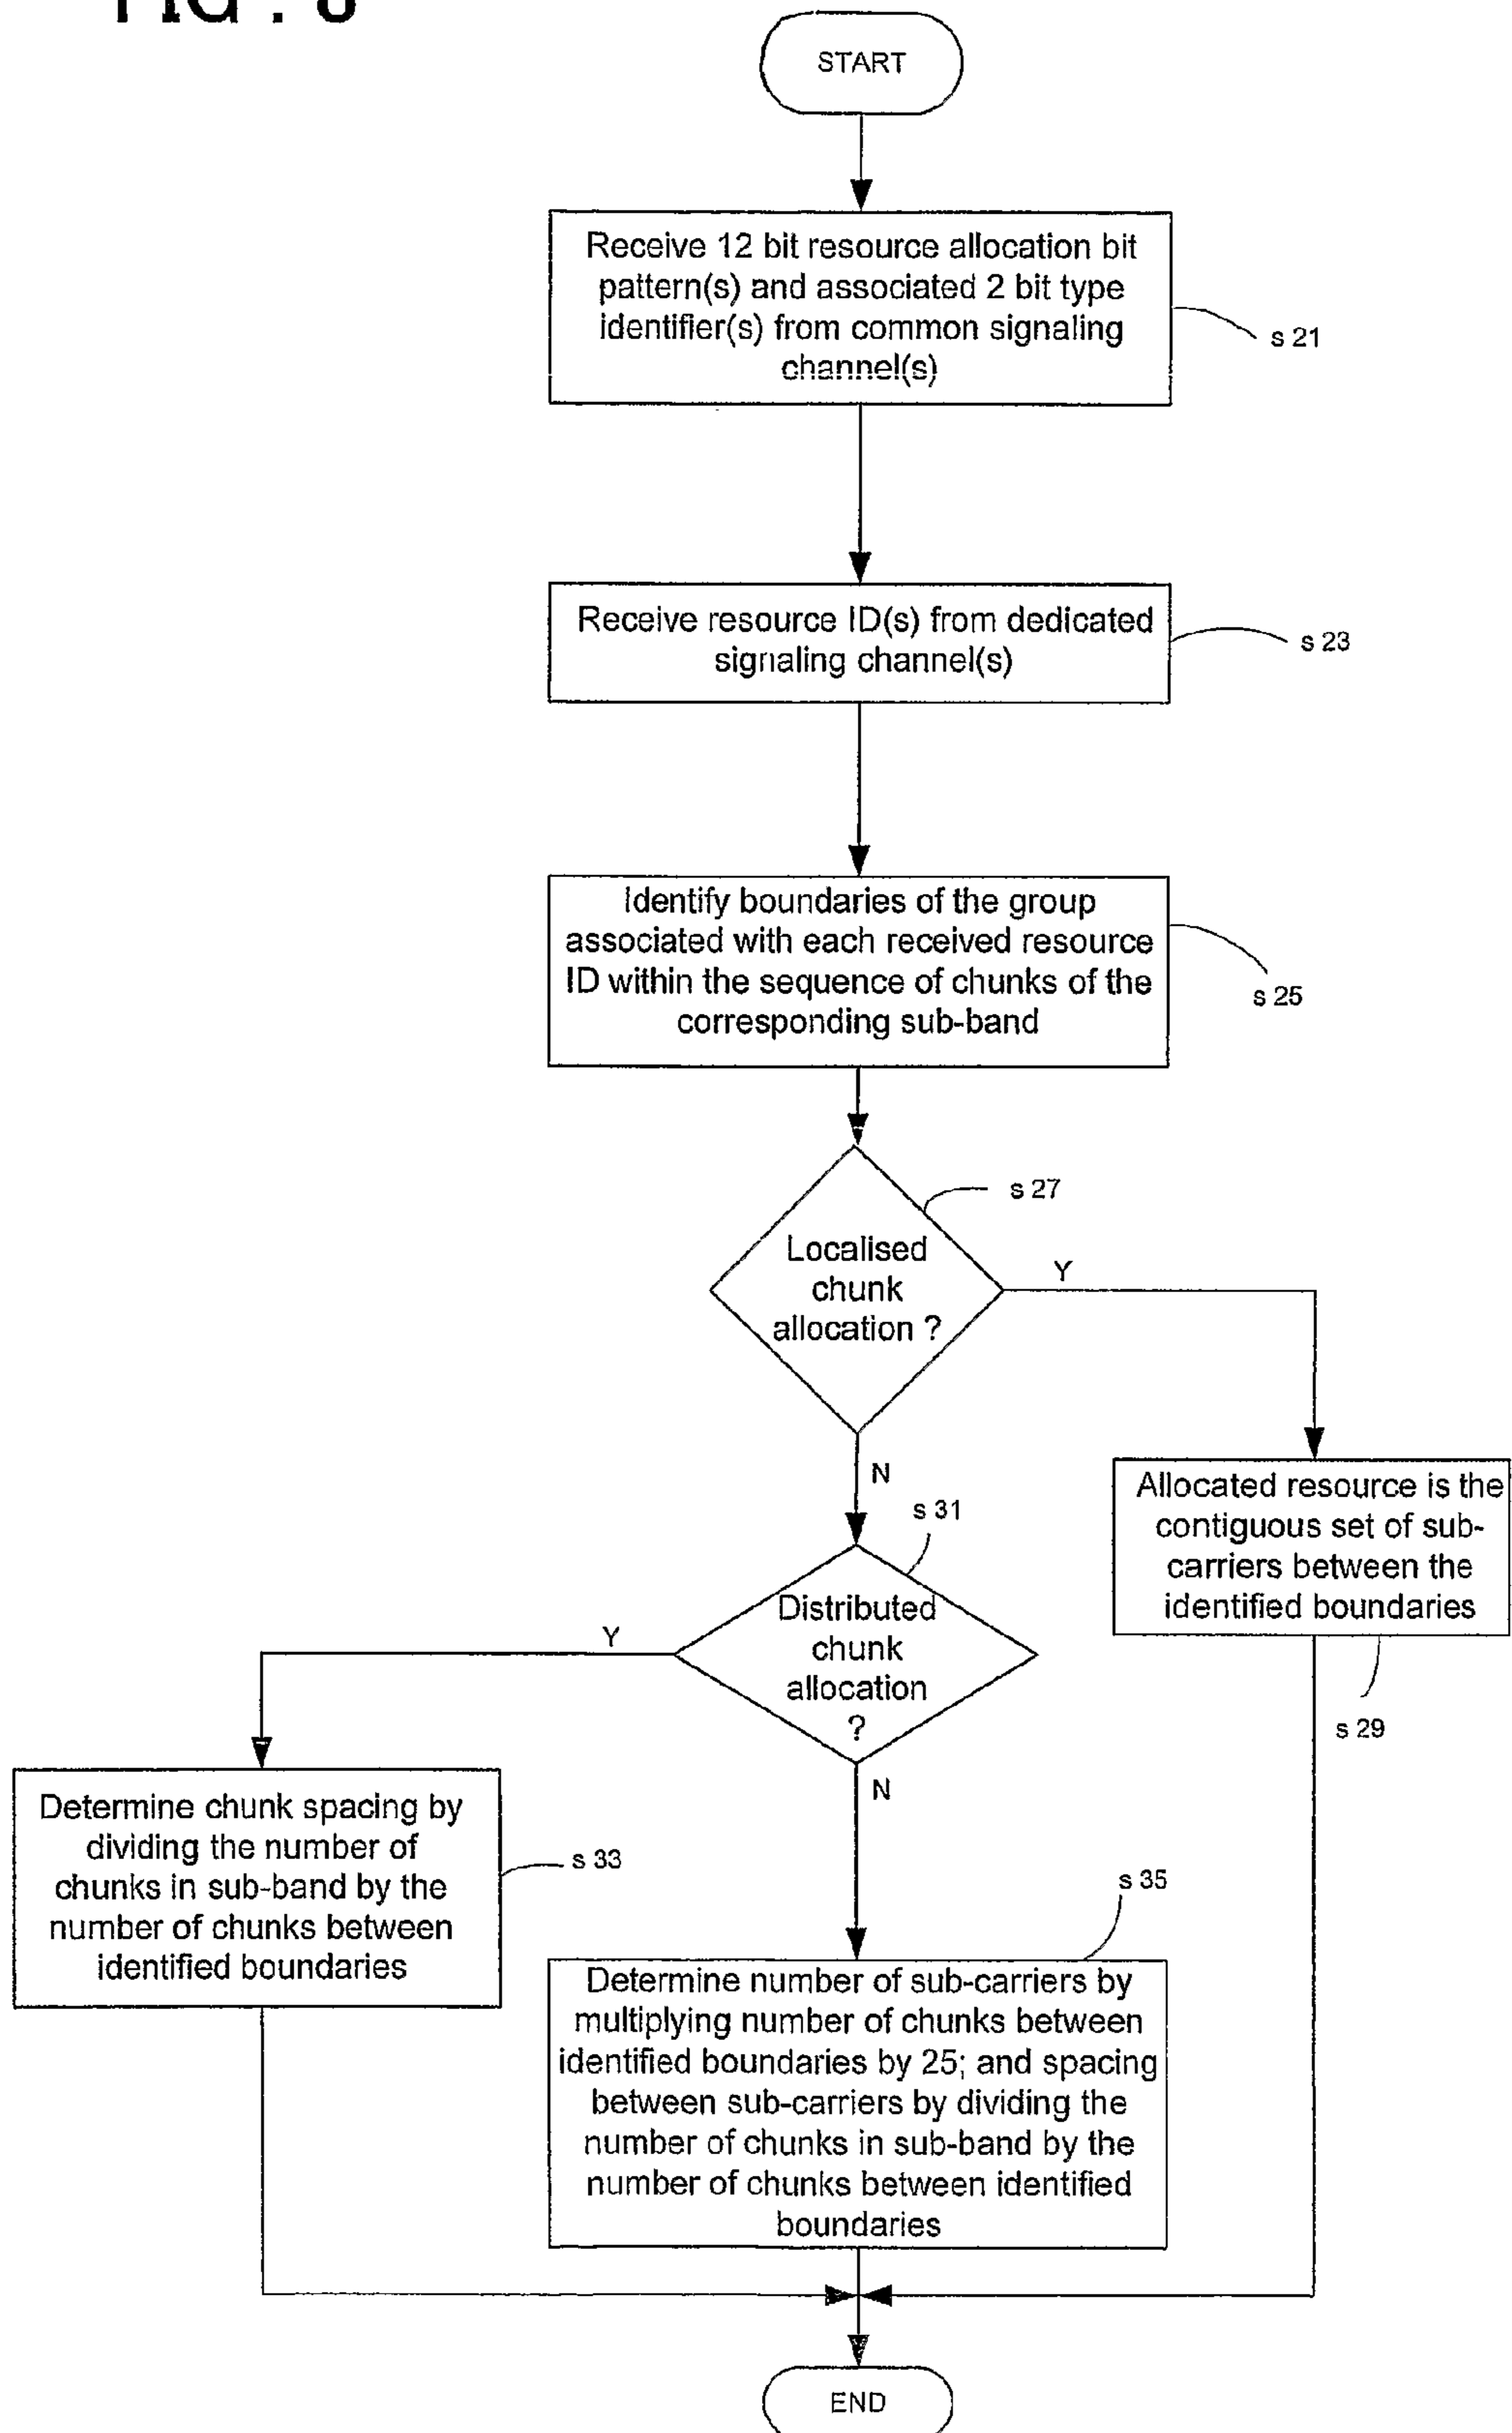 FIG .
START
Receive 12 bit resource allocation bit
pattern(s) and associated 2 bit type
identifier(s) from common signaling
channel(s)
s 21
Receive resource ID(s) from dedicated
signaling channel(s)
s 23
Identify boundaries of the group
associated with each received resource
ID within the sequence of chunks of the
corresponding sub-band
s 25
s 27
Localised
chunk
allocation ?
Y
N
Allocated resource is the
contiguous set of sub-
carriers between the
identified boundaries
s 29
s 31
Distributed
chunk
allocation
?
Y
N
Determine chunk spacing by
dividing the number of
chunks in sub-band by the
number of chunks between
identified boundaries
s 33
s 35
Determine number of sub-carriers by
multiplying number of chunks between
identified boundaries by 25; and spacing
between sub-carriers by dividing the
number of chunks in sub-band by the
number of chunks between identified
boundaries
END